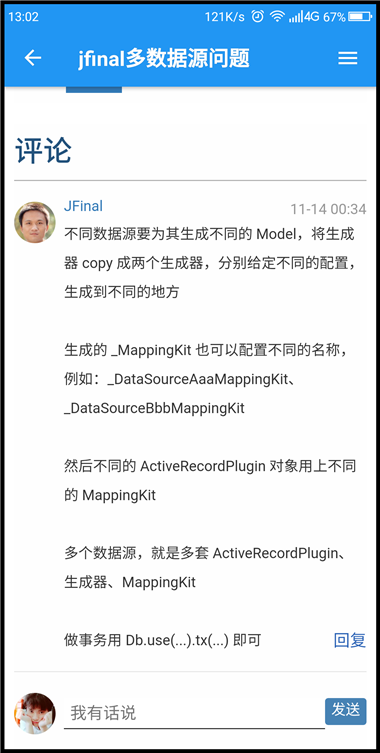 13:02 121K/s 4G 67%
jfinal多数据源问题
评论
JFinal 11-14 00:34
不同数据源要为其生成不同的 Model，将生成
器 copy 成两个生成器，分别给定不同的配置，
生成到不同的地方
生成的 _MappingKit 也可以配置不同的名称，
例如：_DataSourceAaaMappingKit、
_DataSourceBbbMappingKit
然后不同的 ActiveRecordPlugin 对象用上不同
的 MappingKit
多个数据源，就是多套 ActiveRecordPlugin、
生成器、MappingKit
做事务用 Db.use(...).tx(...) 即可 回复
我有话说 发送